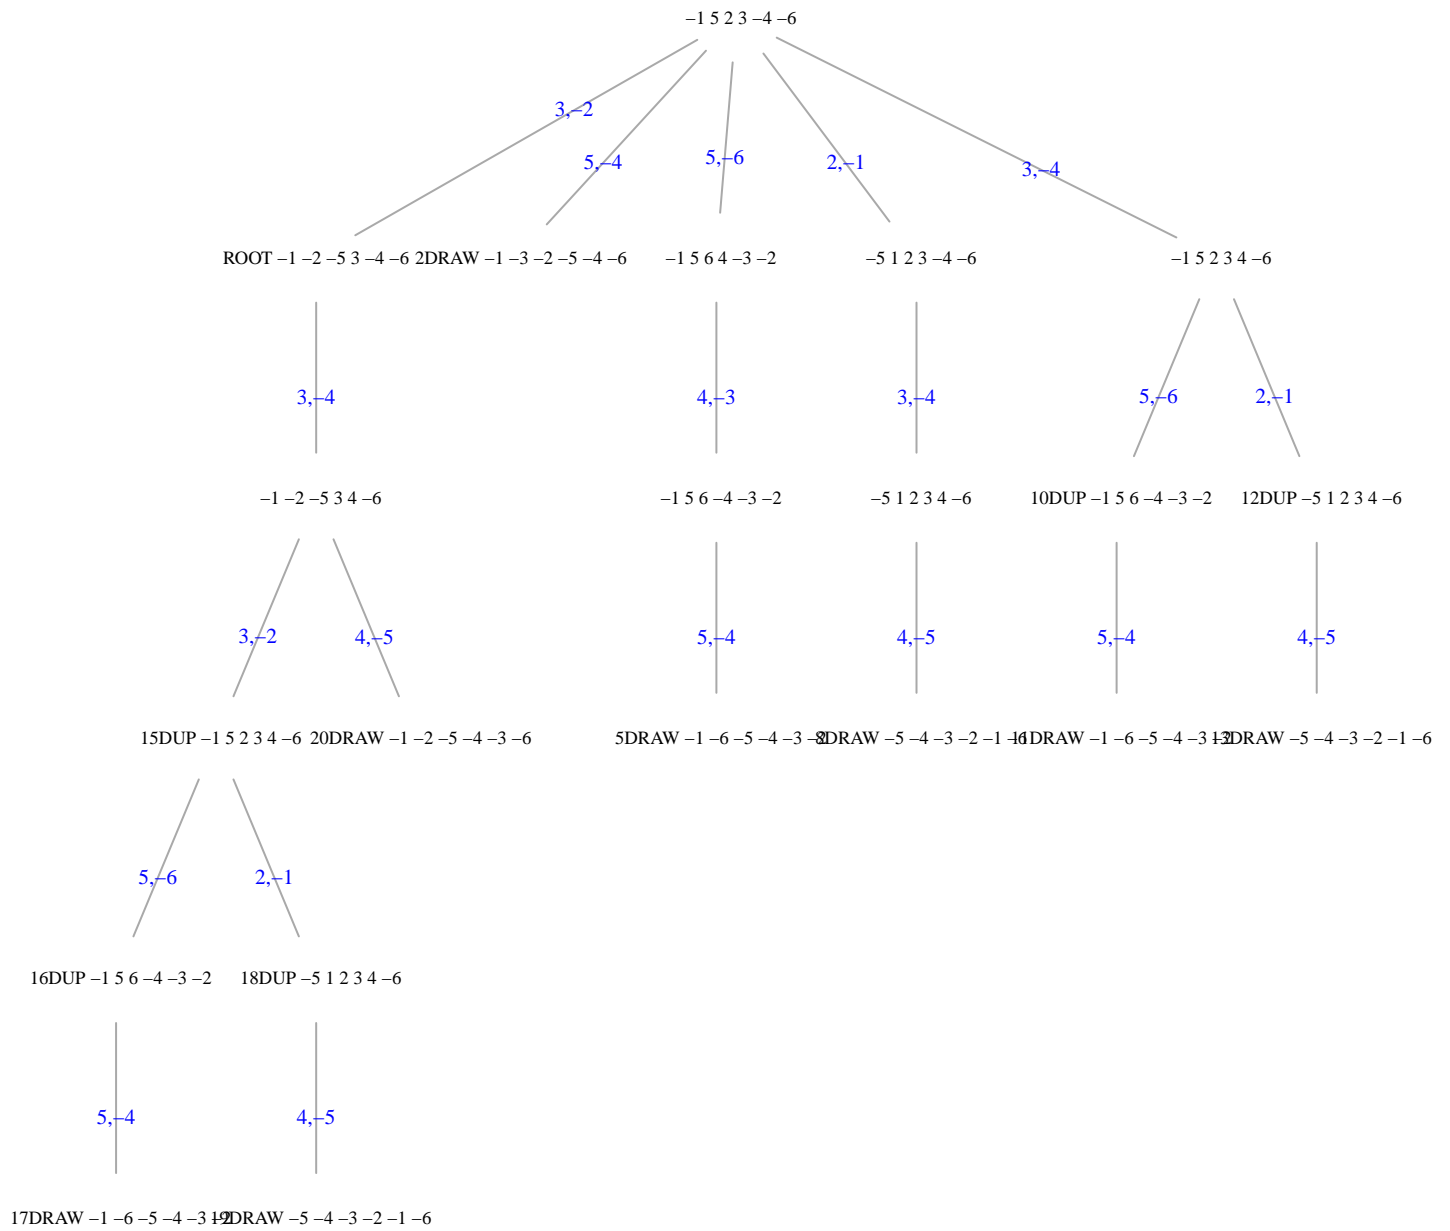 –1 5 2 3 –4 –6
3,–2
5,–4
5,–6
2,–1
3,–4
ROOT –1 –2 –5 3 –4 –6 2DRAW –1 –3 –2 –5 –4 –6 –1 5 6 4 –3 –2 –5 1 2 3 –4 –6 –1 5 2 3 4 –6
3,–4 4,–3 3,–4 5,–6 2,–1
–1 –2 –5 3 4 –6 –1 5 6 –4 –3 –2 –5 1 2 3 4 –6 10DUP –1 5 6 –4 –3 –2 12DUP –5 1 2 3 4 –6
3,–2 4,–5 5,–4 4,–5 5,–4 4,–5
15DUP –1 5 2 3 4 –6 20DRAW –1 –2 –5 –4 –3 –6 5DRAW –1 –6 –5 –4 –3 –2 8DRAW –5 –4 –3 –2 –1 –6 11DRAW –1 –6 –5 –4 –3 –2 13DRAW –5 –4 –3 –2 –1 –6
5,–6 2,–1
16DUP –1 5 6 –4 –3 –2 18DUP –5 1 2 3 4 –6
5,–4 4,–5
17DRAW –1 –6 –5 –4 –3 –2 19DRAW –5 –4 –3 –2 –1 –6